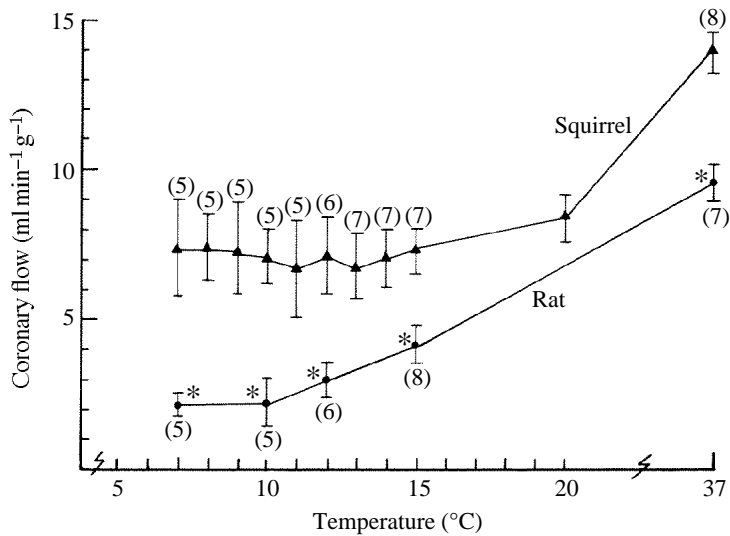 15
(8)
Squirrel
Coronary flow (ml min⁻¹ g⁻¹)
10
(5) (5) (5) (5) (5) (6) (7) (7) (7)
*
(7)
Rat
5
* * * *
(5) (5) (6) (8)
5 10 15 20 37
Temperature (°C)